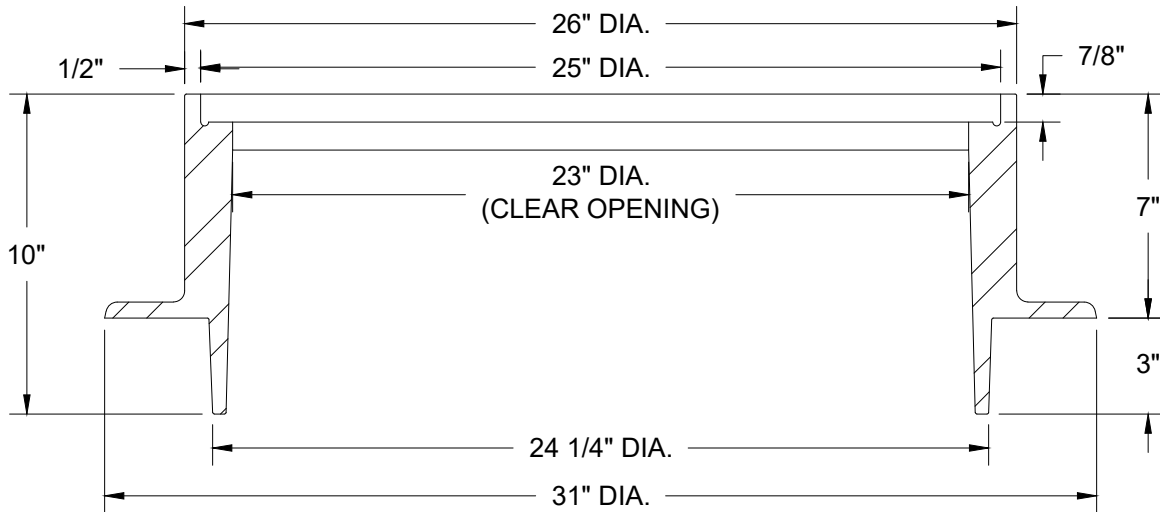 26" DIA.
1/2"
25" DIA.
7/8"
23" DIA.
(CLEAR OPENING)
10"
7"
3"
24 1/4" DIA.
31" DIA.